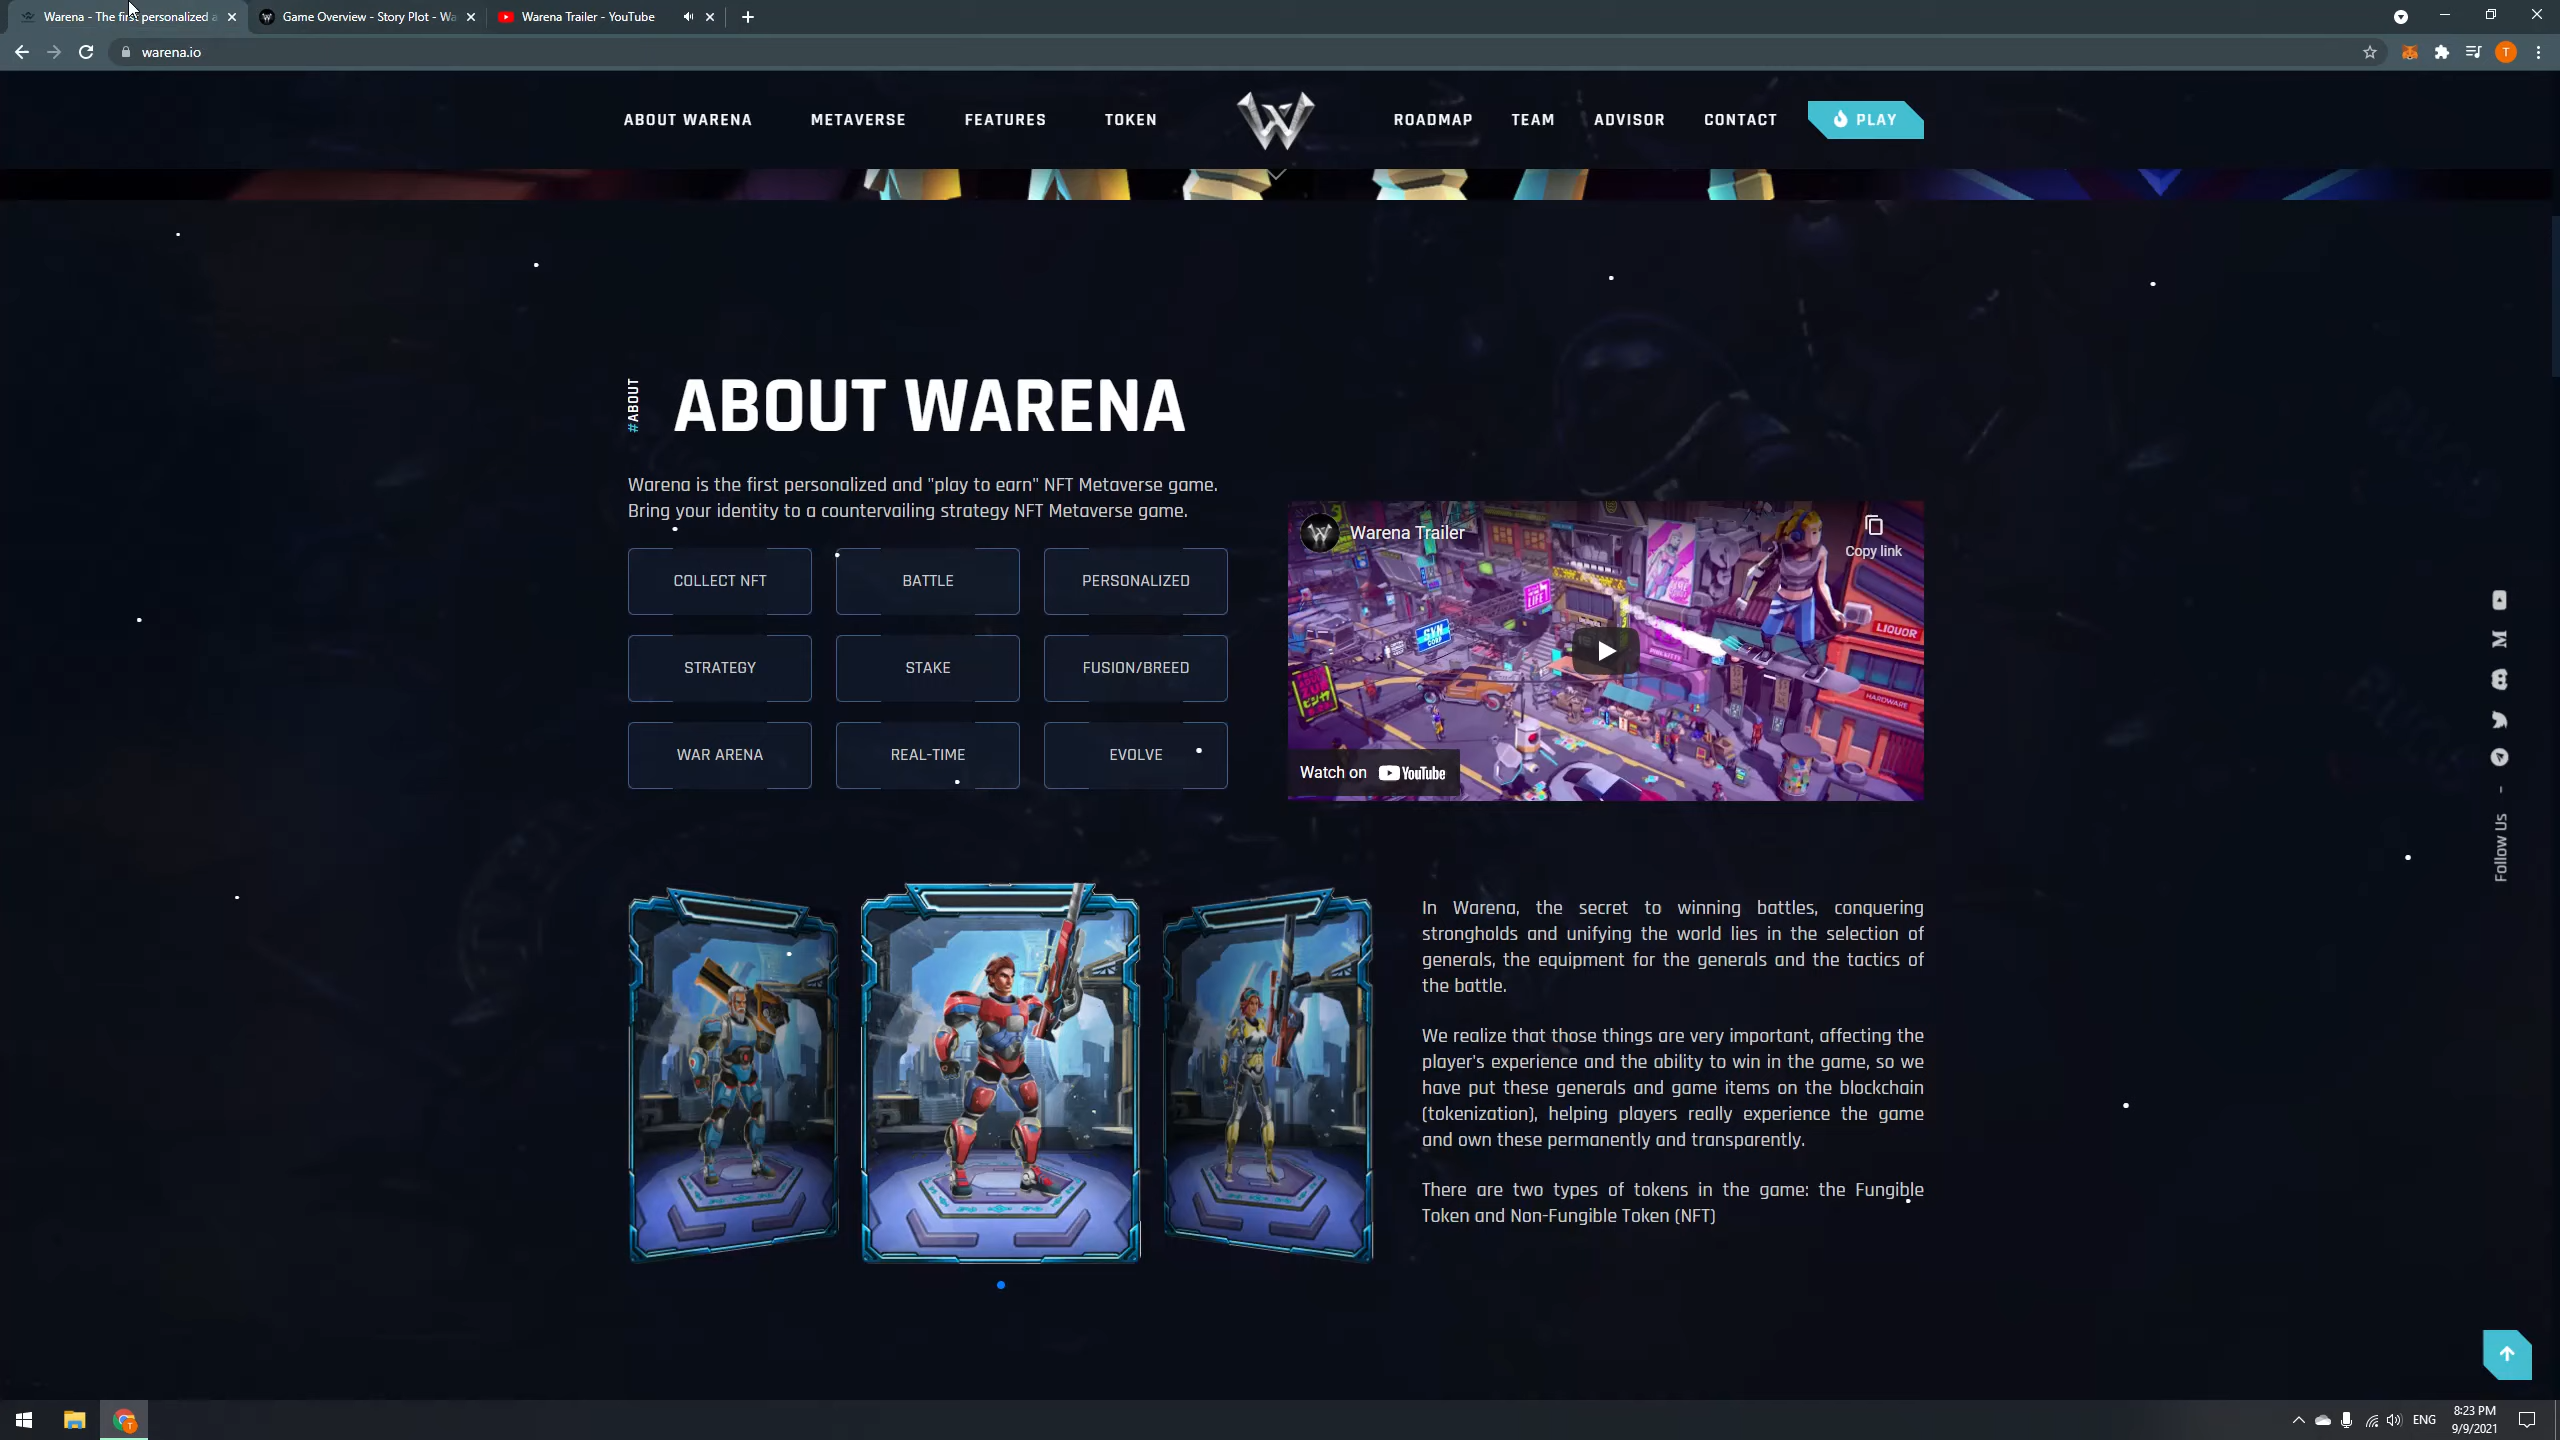 Warena - The first personalized a
Game Overview - Story Plot - Wa
Warena Trailer - YouTube
warena.io
T
ABOUT WARENA
METAVERSE
FEATURES
TOKEN
ROADMAP
TEAM
ADVISOR
CONTACT
PLAY
#ABOUT
ABOUT WARENA
Warena is the first personalized and "play to earn" NFT Metaverse game.
Bring your identity to a countervailing strategy NFT Metaverse game.
COLLECT NFT
BATTLE
PERSONALIZED
STRATEGY
STAKE
FUSION/BREED
WAR ARENA
REAL-TIME
EVOLVE
Warena Trailer
Copy link
LIQUOR
HARDWARE
SYN
CORP
Watch on YouTube
Follow Us -
In Warena, the secret to winning battles, conquering
strongholds and unifying the world lies in the selection of
generals, the equipment for the generals and the tactics of
the battle.
We realize that those things are very important, affecting the
player's experience and the ability to win in the game, so we
have put these generals and game items on the blockchain
(tokenization), helping players really experience the game
and own these permanently and transparently.
There are two types of tokens in the game: the Fungible
Token and Non-Fungible Token (NFT)
T
ENG
8:23 PM
9/9/2021